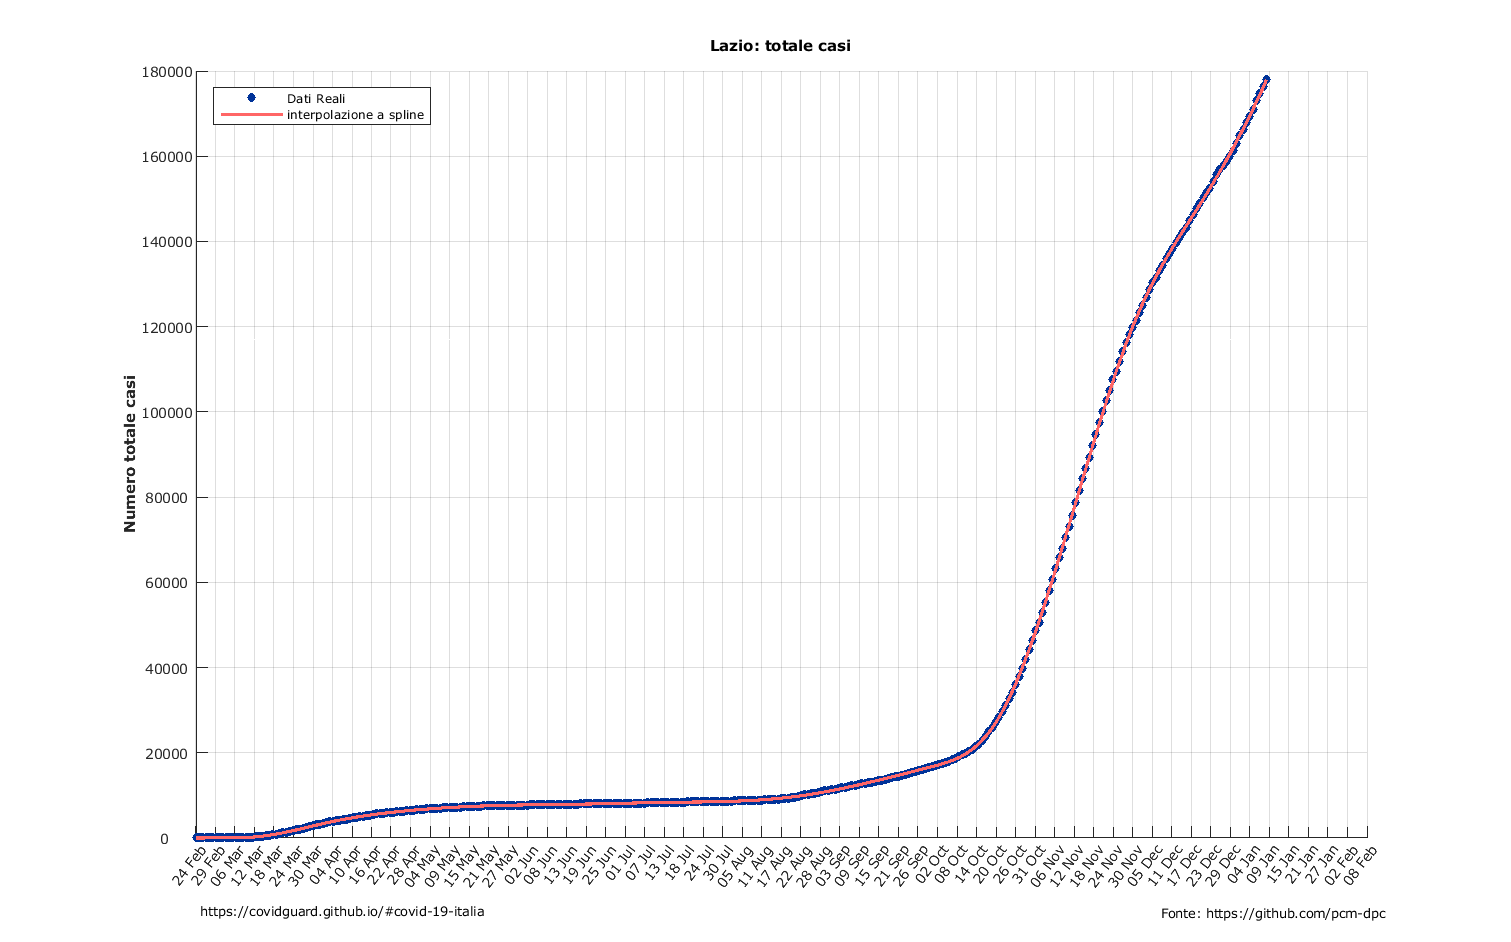 Lazio: totale casi
Dati Reali
interpolazione a spline
Numero totale casi
180000
160000
140000
120000
100000
80000
60000
40000
20000
0
24 Feb
29 Feb
06 Mar
12 Mar
18 Mar
24 Mar
30 Mar
04 Apr
10 Apr
16 Apr
22 Apr
28 Apr
04 May
09 May
15 May
21 May
27 May
02 Jun
08 Jun
13 Jun
19 Jun
25 Jun
01 Jul
07 Jul
13 Jul
18 Jul
24 Jul
30 Jul
05 Aug
11 Aug
17 Aug
22 Aug
28 Aug
03 Sep
09 Sep
15 Sep
21 Sep
26 Sep
02 Oct
08 Oct
14 Oct
20 Oct
26 Oct
31 Oct
06 Nov
12 Nov
18 Nov
24 Nov
30 Nov
05 Dec
11 Dec
17 Dec
23 Dec
29 Dec
04 Jan
09 Jan
15 Jan
21 Jan
27 Jan
02 Feb
08 Feb
https://covidguard.github.io/#covid-19-italia
Fonte: https://github.com/pcm-dpc